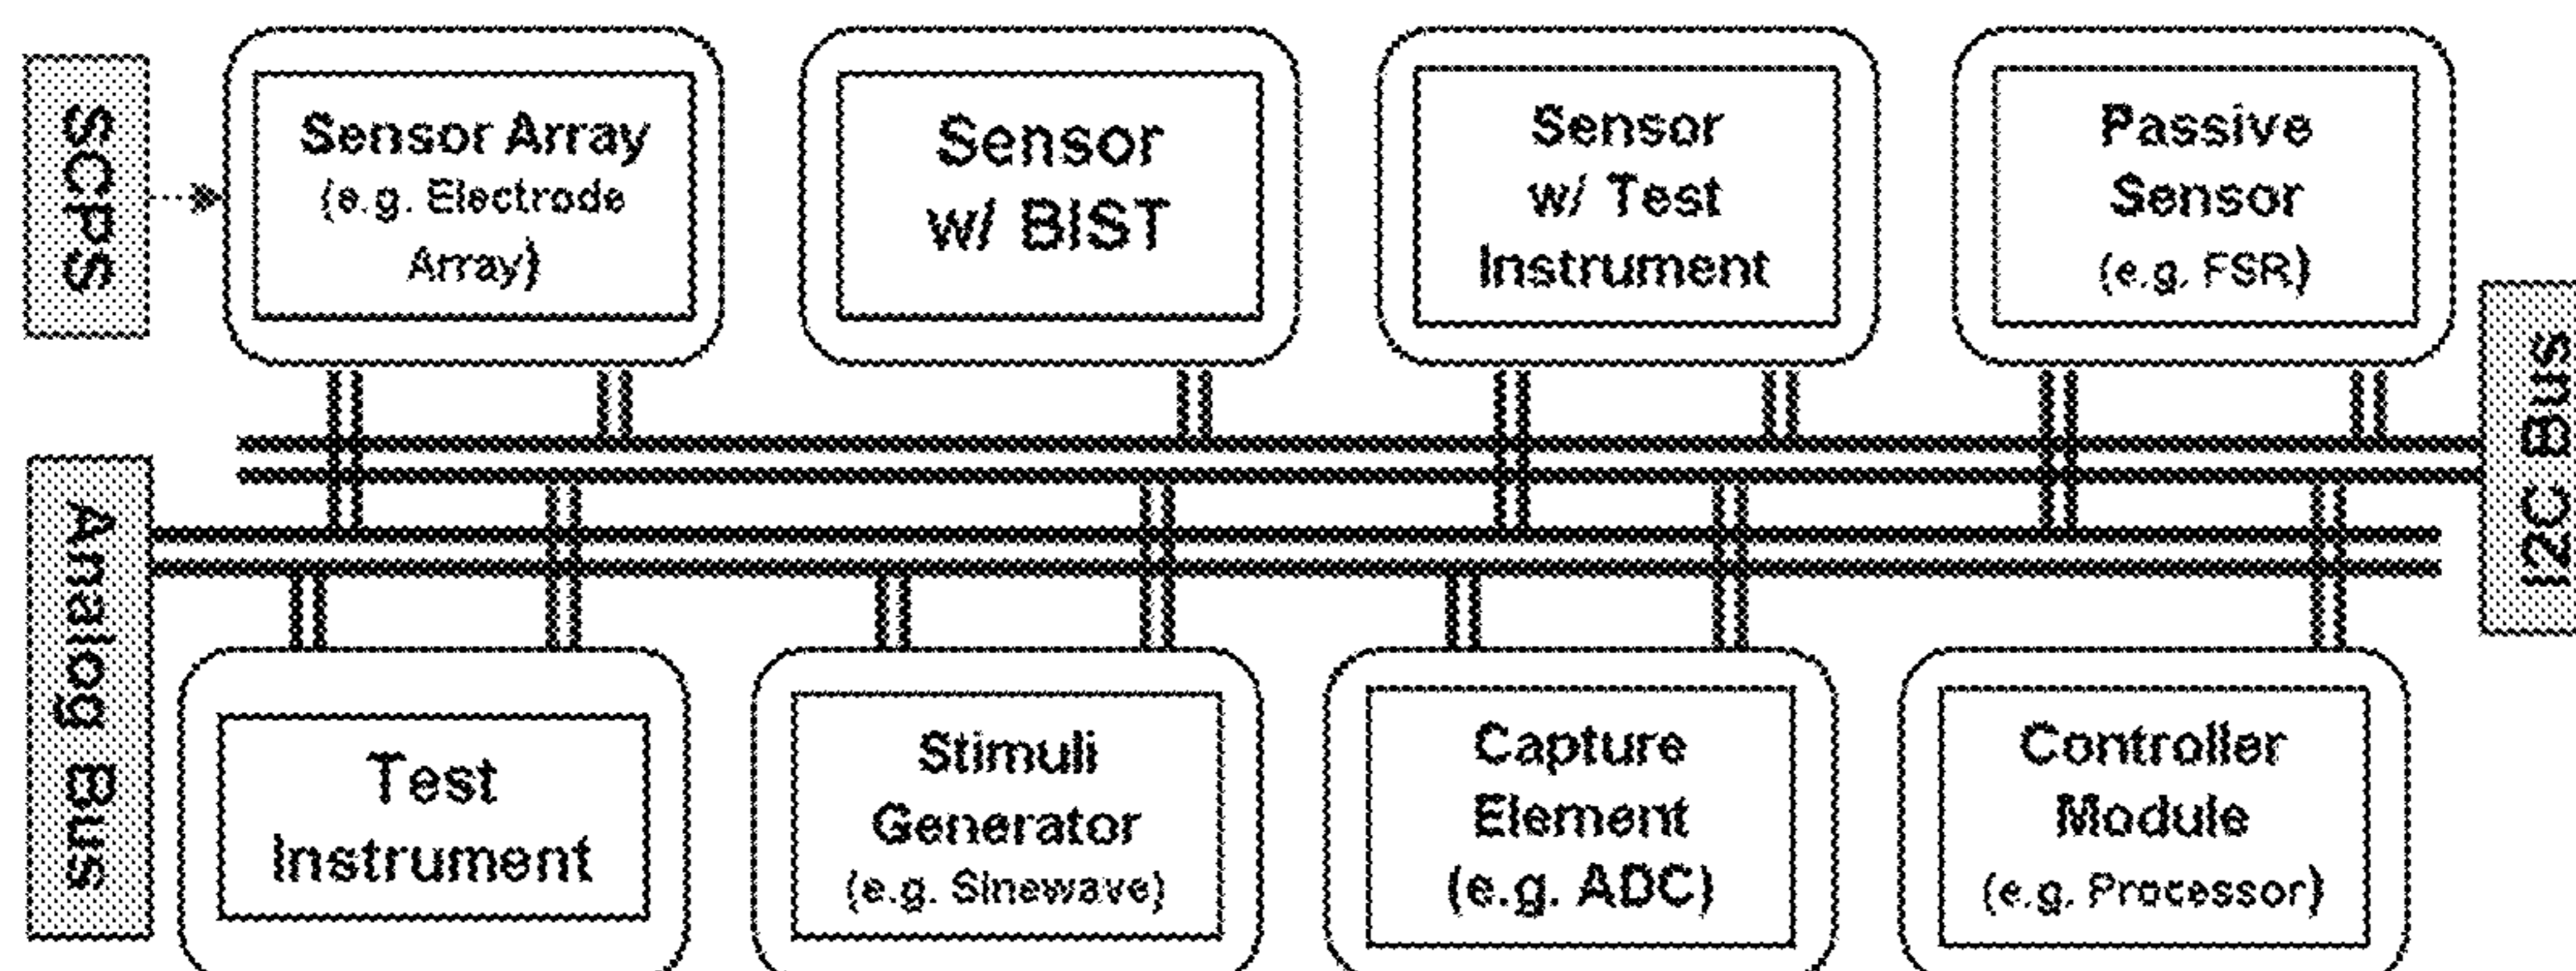 SCPS
Sensor Array
(e.g. Electrode
Array)
Sensor
w/ BIST
Sensor
w/ Test
Instrument
Passive
Sensor
(e.g. FSR)
I2C Bus
Analog Bus
Test
Instrument
Stimuli
Generator
(e.g. Sinewave)
Capture
Element
(e.g. ADC)
Controller
Module
(e.g. Processor)